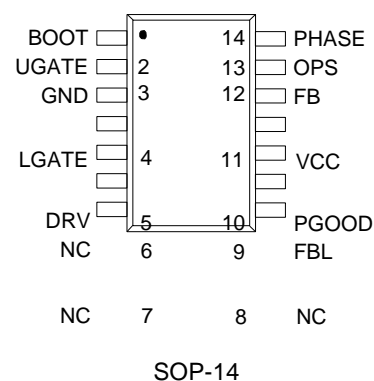 BOOT 14 PHASE
UGATE 2 13 OPS
GND 3 12 FB
LGATE 4 11 VCC
DRV 5 10 PGOOD
NC 6 9 FBL
NC 7 8 NC
SOP-14